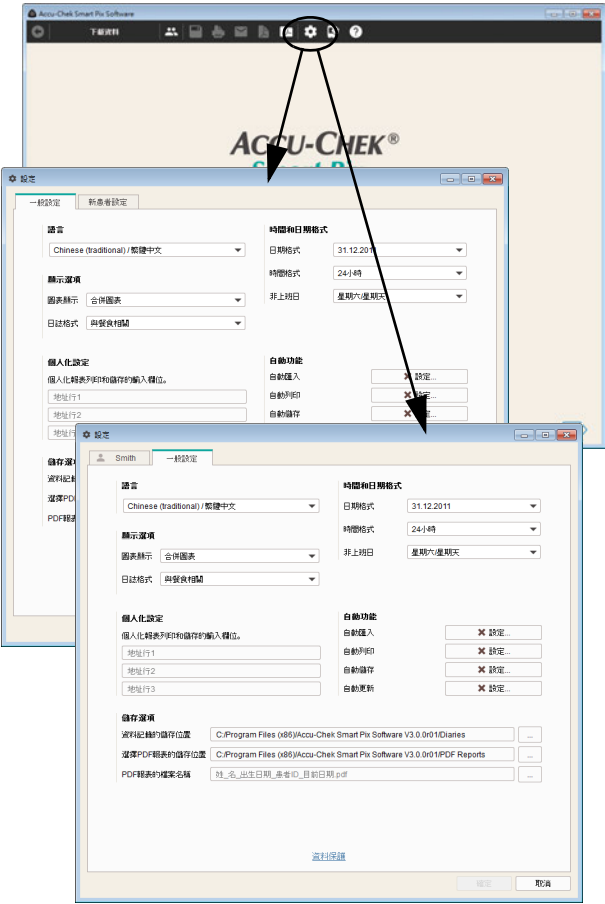 Accu-Chek Smart Pix Software
下載資料
ACCU-CHEK®
設定
一般設定
新患者設定
語言
Chinese (traditional) / 繁體中文
顯示選項
圖表顯示
合併圖表
日誌格式
與餐食相關
時間和日期格式
日期格式
31.12.2011
時間格式
24小時
非上班日
星期六/星期天
個人化設定
個人化報表列印和儲存的輸入欄位。
地址行1
地址行2
地址行
自動功能
自動匯入
設定...
自動列印
設定...
自動儲存
設定...
儲存選
資料記
選擇PD
PDF報表
設定
Smith
一般設定
語言
Chinese (traditional) / 繁體中文
顯示選項
圖表顯示
合併圖表
日誌格式
與餐食相關
時間和日期格式
日期格式
31.12.2011
時間格式
24小時
非上班日
星期六/星期天
個人化設定
個人化報表列印和儲存的輸入欄位。
地址行1
地址行2
地址行3
自動功能
自動匯入
設定...
自動列印
設定...
自動儲存
設定...
自動更新
設定...
儲存選項
資料記錄的儲存位置
C:/Program Files (x86)/Accu-Chek Smart Pix Software V3.0.0r01/Diaries
...
選擇PDF報表的儲存位置
C:/Program Files (x86)/Accu-Chek Smart Pix Software V3.0.0r01/PDF Reports
...
PDF報表的檔案名稱
姓_名_出生日期_患者ID_目前日期.pdf
...
資料保護
確定
取消